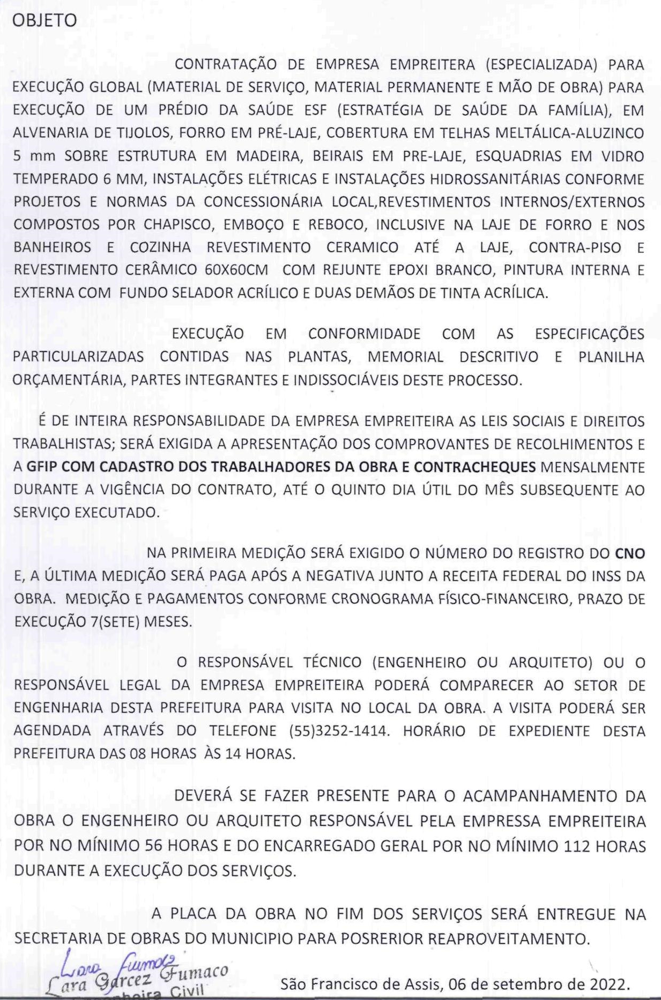 OBJETO
CONTRATAÇÃO DE EMPRESA EMPREITERA (ESPECIALIZADA) PARA
EXECUÇÃO GLOBAL (MATERIAL DE SERVIÇO, MATERIAL PERMANENTE E MÃO DE OBRA) PARA
EXECUÇÃO DE UM PRÉDIO DA SAÚDE ESF (ESTRATÉGIA DE SAÚDE DA FAMÍLIA), EM
ALVENARIA DE TIJOLOS, FORRO EM PRÉ-LAJE, COBERTURA EM TELHAS MELTÁLICA-ALUZINCO
5 mm SOBRE ESTRUTURA EM MADEIRA, BEIRAIS EM PRE-LAJE, ESQUADRIAS EM VIDRO
TEMPERADO 6 MM, INSTALAÇÕES ELÉTRICAS E INSTALAÇÕES HIDROSSANITÁRIAS CONFORME
PROJETOS E NORMAS DA CONCESSIONÁRIA LOCAL,REVESTIMENTOS INTERNOS/EXTERNOS
COMPOSTOS POR CHAPISCO, EMBOÇO E REBOCO, INCLUSIVE NA LAJE DE FORRO E NOS
BANHEIROS E COZINHA REVESTIMENTO CERAMICO ATÉ A LAJE, CONTRA-PISO E
REVESTIMENTO CERÂMICO 60X60CM COM REJUNTE EPOXI BRANCO, PINTURA INTERNA E
EXTERNA COM FUNDO SELADOR ACRÍLICO E DUAS DEMÃOS DE TINTA ACRÍLICA.
EXECUÇÃO EM CONFORMIDADE COM AS ESPECIFICAÇÕES
PARTICULARIZADAS CONTIDAS NAS PLANTAS, MEMORIAL DESCRITIVO E PLANILHA
ORÇAMENTÁRIA, PARTES INTEGRANTES E INDISSOCIÁVEIS DESTE PROCESSO.
É DE INTEIRA RESPONSABILIDADE DA EMPRESA EMPREITEIRA AS LEIS SOCIAIS E DIREITOS
TRABALHISTAS; SERÁ EXIGIDA A APRESENTAÇÃO DOS COMPROVANTES DE RECOLHIMENTOS E
A GFIP COM CADASTRO DOS TRABALHADORES DA OBRA E CONTRACHEQUES MENSALMENTE
DURANTE A VIGÊNCIA DO CONTRATO, ATÉ O QUINTO DIA ÚTIL DO MÊS SUBSEQUENTE AO
SERVIÇO EXECUTADO.
NA PRIMEIRA MEDIÇÃO SERÁ EXIGIDO O NÚMERO DO REGISTRO DO CNO
E, A ÚLTIMA MEDIÇÃO SERÁ PAGA APÓS A NEGATIVA JUNTO A RECEITA FEDERAL DO INSS DA
OBRA. MEDIÇÃO E PAGAMENTOS CONFORME CRONOGRAMA FÍSICO-FINANCEIRO, PRAZO DE
EXECUÇÃO 7(SETE) MESES.
O RESPONSÁVEL TÉCNICO (ENGENHEIRO OU ARQUITETO) OU O
RESPONSÁVEL LEGAL DA EMPRESA EMPREITEIRA PODERÁ COMPARECER AO SETOR DE
ENGENHARIA DESTA PREFEITURA PARA VISITA NO LOCAL DA OBRA. A VISITA PODERÁ SER
AGENDADA ATRAVÉS DO TELEFONE (55)3252-1414. HORÁRIO DE EXPEDIENTE DESTA
PREFEITURA DAS 08 HORAS ÀS 14 HORAS.
DEVERÁ SE FAZER PRESENTE PARA O ACAMPANHAMENTO DA
OBRA O ENGENHEIRO OU ARQUITETO RESPONSÁVEL PELA EMPRESSA EMPREITEIRA
POR NO MÍNIMO 56 HORAS E DO ENCARREGADO GERAL POR NO MÍNIMO 112 HORAS
DURANTE A EXECUÇÃO DOS SERVIÇOS.
A PLACA DA OBRA NO FIM DOS SERVIÇOS SERÁ ENTREGUE NA
SECRETARIA DE OBRAS DO MUNICIPIO PARA POSRERIOR REAPROVEITAMENTO.
Lara
Lara Garcez Fumaco
Engenheira Civil
São Francisco de Assis, 06 de setembro de 2022.